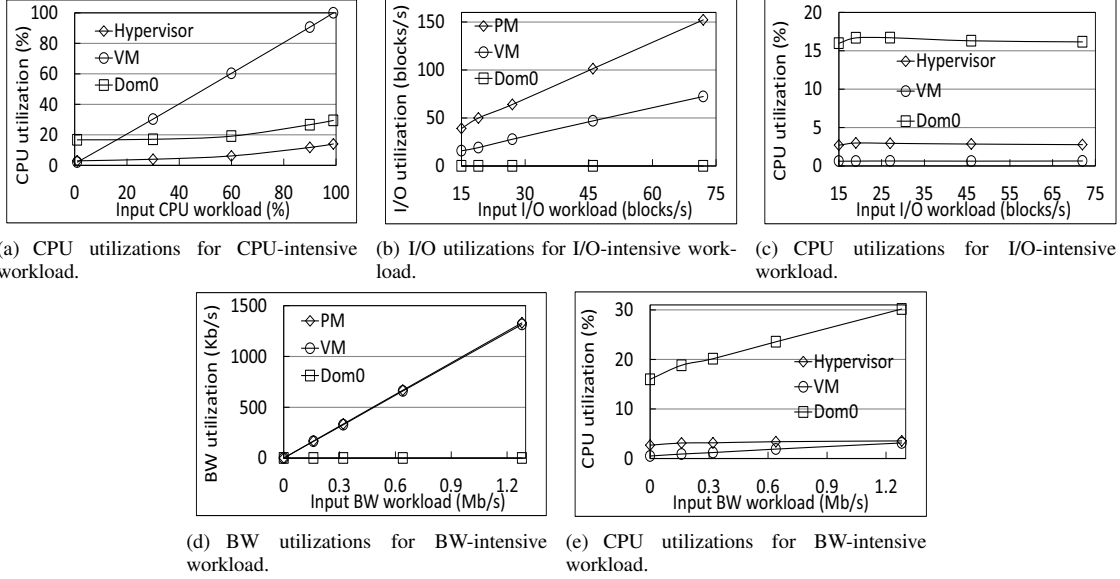 CPU utilization (%)
100
80
60
40
20
0
Hypervisor
VM
Dom0
0 20 40 60 80 100
Input CPU workload (%)
I/O utilization (blocks/s)
150
100
50
0
PM
VM
Dom0
15 30 45 60 75
Input I/O workload (blocks/s)
CPU utilization (%)
20
15
10
5
0
Hypervisor
VM
Dom0
15 25 35 45 55 65 75
Input I/O workload (blocks/s)
(a) CPU utilizations for CPU-intensive
workload.
(b) I/O utilizations for I/O-intensive work-
load.
(c) CPU utilizations for I/O-intensive
workload.
BW utilization (Kb/s)
1500
1000
500
0
PM
VM
Dom0
0 0.3 0.6 0.9 1.2
Input BW workload (Mb/s)
CPU utilization (%)
30
20
10
0
Hypervisor
VM
Dom0
0 0.3 0.6 0.9 1.2
Input BW workload (Mb/s)
(d) BW utilizations for BW-intensive
workload.
(e) CPU utilizations for BW-intensive
workload.